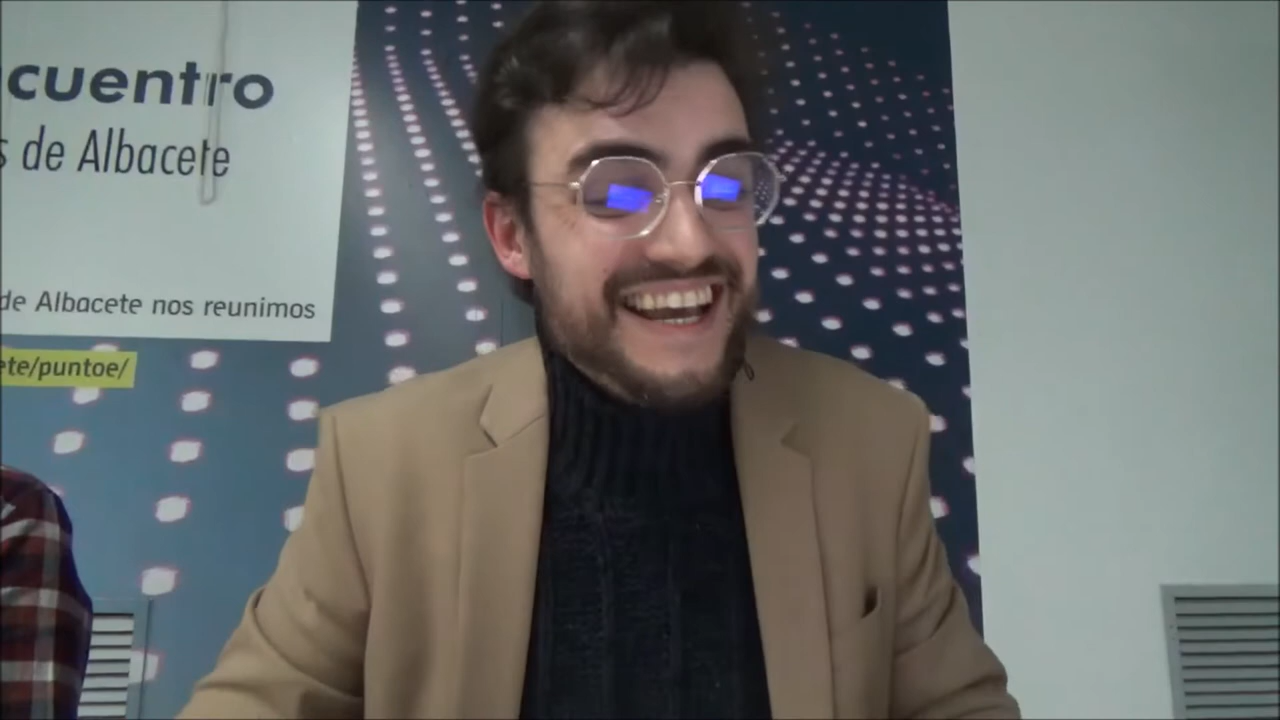 cuentro
s de Albacete
de Albacete nos reunimos
ete/puntoe/